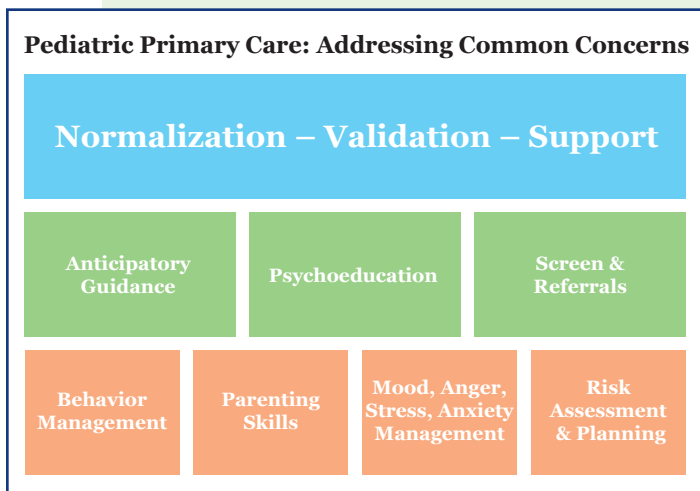 Pediatric Primary Care: Addressing Common Concerns
Normalization – Validation – Support
Anticipatory
Guidance
Psychoeducation
Screen &
Referrals
Behavior
Management
Parenting
Skills
Mood, Anger,
Stress, Anxiety
Management
Risk
Assessment
& Planning